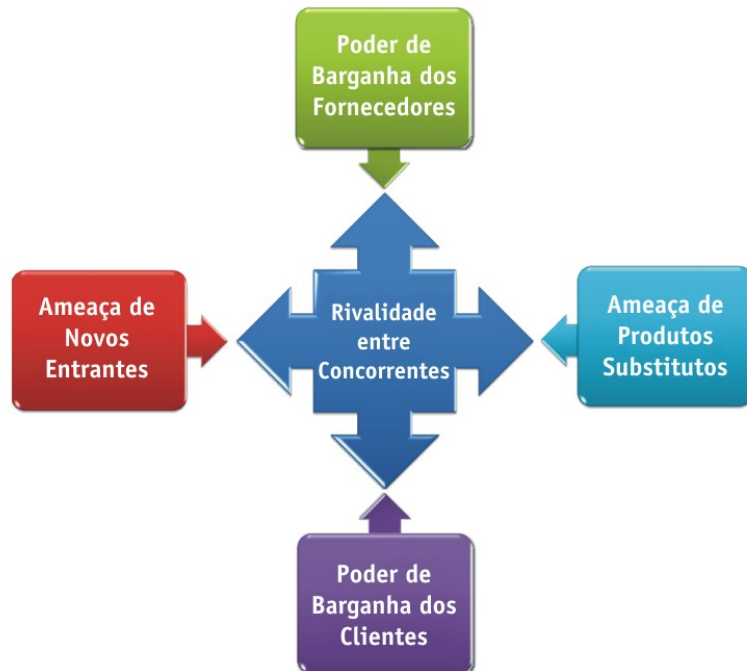 Poder de
Barganha dos
Fornecedores
Ameaça de
Novos
Entrantes
Rivalidade
entre
Concorrentes
Ameaça de
Produtos
Substitutos
Poder de
Barganha dos
Clientes